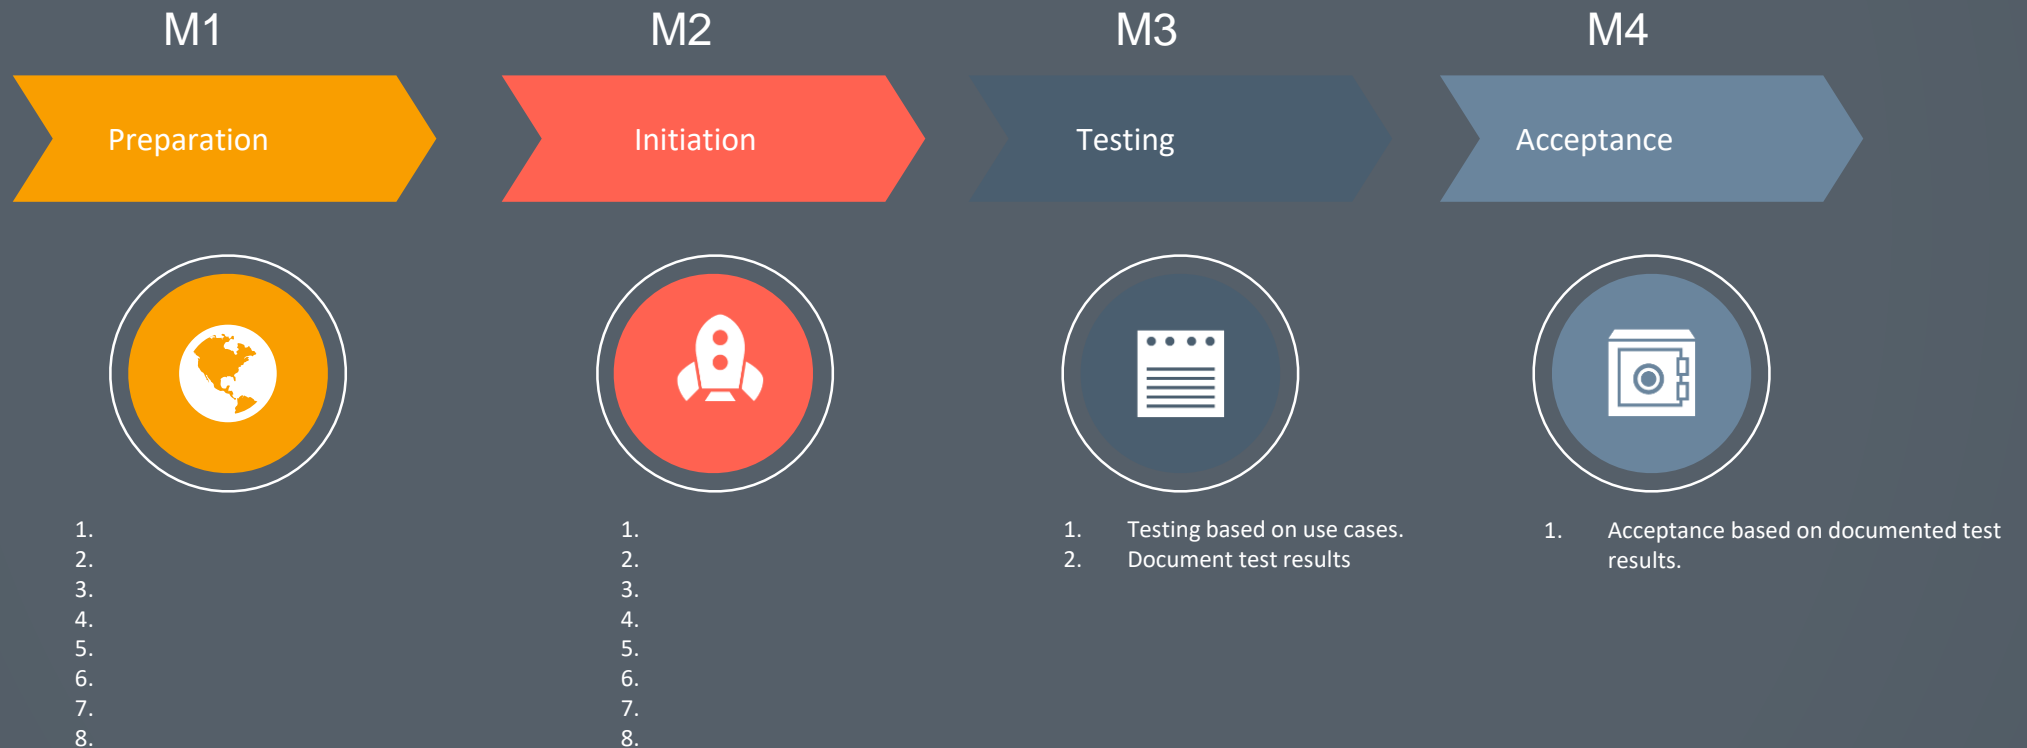 M1
M2
M3
M4
Preparation
Initiation
Testing
Acceptance
1.
2.
3.
4.
5.
6.
7.
8.
1.
2.
3.
4.
5.
6.
7.
8.
1. Testing based on use cases.
2. Document test results
1. Acceptance based on documented test
results.